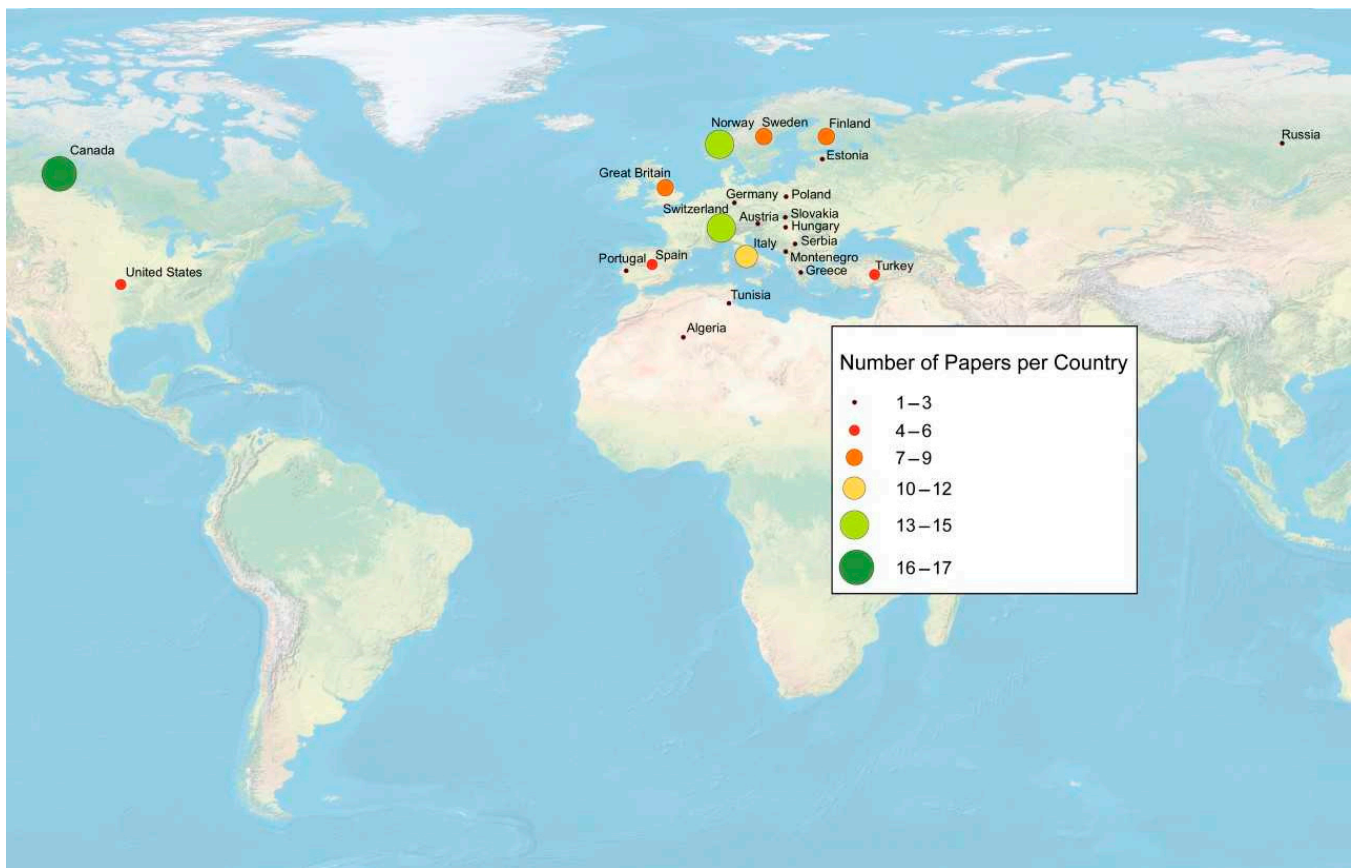 Norway
Sweden
Finland
Russia
Canada
Estonia
Great Britain
Germany
Poland
Switzerland
Austria
Slovakia
Hungary
Serbia
Italy
Portugal
Spain
Montenegro
Greece
Turkey
United States
Tunisia
Algeria
Number of Papers per Country
1–3
4–6
7–9
10–12
13–15
16–17